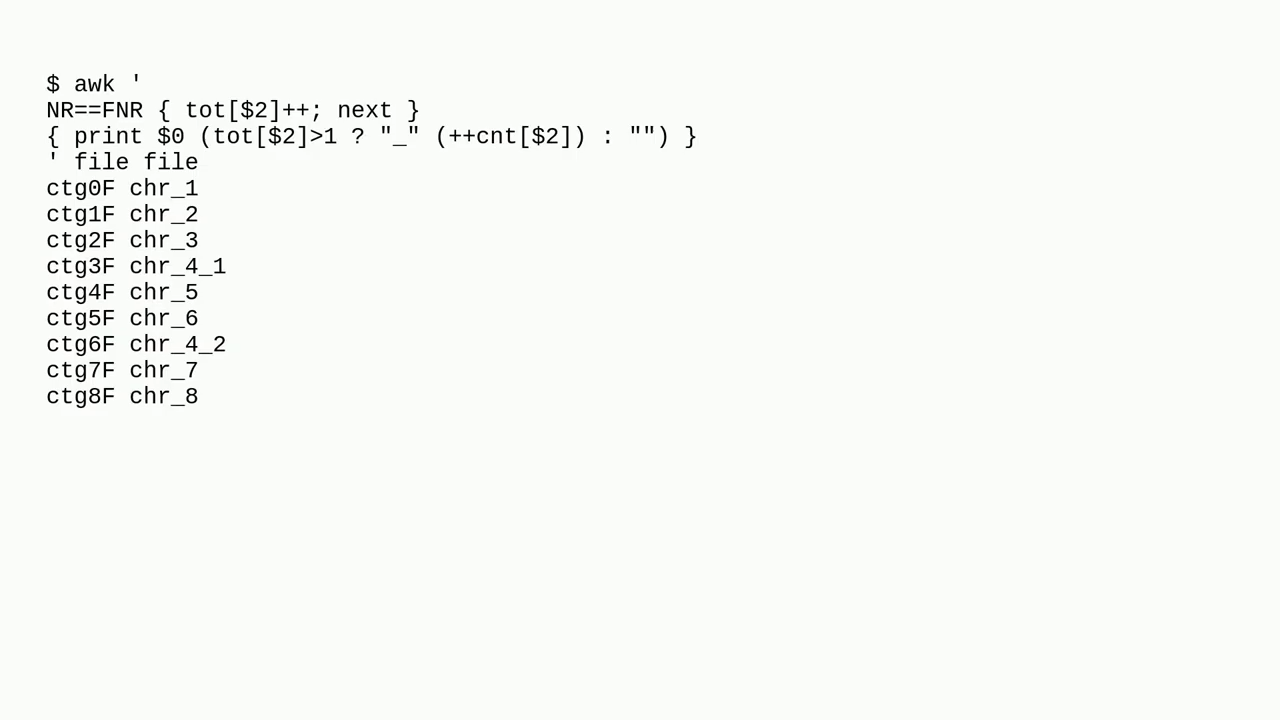 $ awk '
NR==FNR { tot[$2]++; next }
{ print $0 (tot[$2]>1 ? "_" (++cnt[$2]) : "") }
' file file
ctg0F chr_1
ctg1F chr_2
ctg2F chr_3
ctg3F chr_4_1
ctg4F chr_5
ctg5F chr_6
ctg6F chr_4_2
ctg7F chr_7
ctg8F chr_8